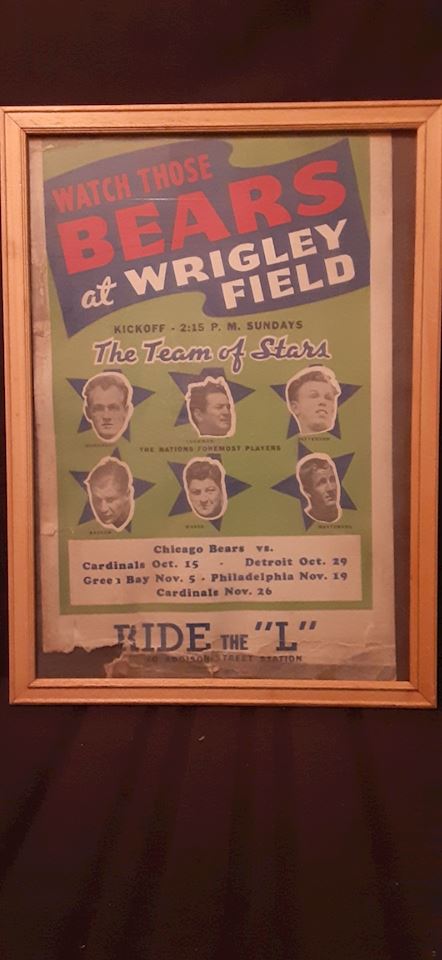 WATCH THOSE
BEARS
at WRIGLEY
FIELD
KICKOFF - 2:15 P. M. SUNDAYS
The Team of Stars
THE NATIONS FOREMOST PLAYERS
Chicago Bears vs.
Cardinals Oct. 15 - Detroit Oct. 29
Green Bay Nov. 5 - Philadelphia Nov. 19
Cardinals Nov. 26
RIDE THE "L"
TO ADDISON STREET STATION